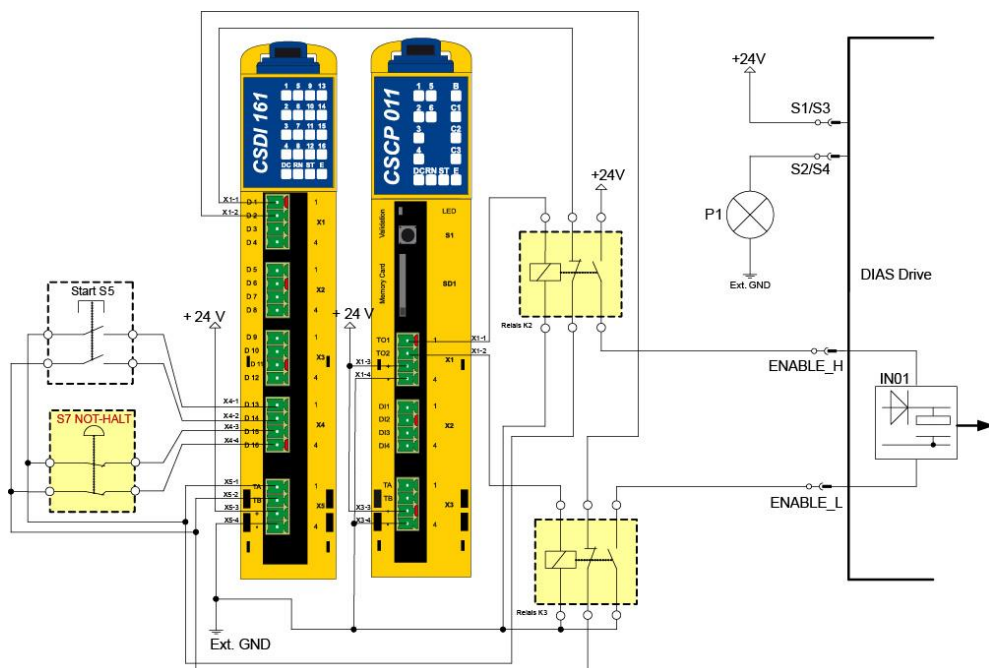 CSDI 161
1 5 9 13
2 6 10 14
3 7 11 15
4 8 12 16
DC RN ST E
X1-1
X1-2
D 1
D 2
D 3
D 4
1
X1
4
D 5
D 6
D 7
D 8
1
X2
4
+ 24 V
D 9
D 10
D 11
D 12
1
X3
4
X4-1
X4-2
X4-3
X4-4
D 13
D 14
D 15
D 16
1
X4
4
X5-1
X5-2
X5-3
X5-4
TA
TB
+
-
1
X5
4
Ext. GND
Start S5
S7 NOT-HALT
CSCP 011
1 5 B
2 6 C1
3 C2
4 C3
DC RN ST E
Validation
LED
S1
Memory Card
SD1
+ 24 V
X1-3
X1-4
TO1
TO2
+
-
1
X1
4
X1-1
X1-2
DI1
DI2
DI3
DI4
1
X2
4
X3-3
X3-4
TA
TB
+
-
1
X3
4
+24V
Relais K2
Relais K3
+24V
S1/S3
S2/S4
P1
Ext. GND
DIAS Drive
ENABLE_H
IN01
ENABLE_L